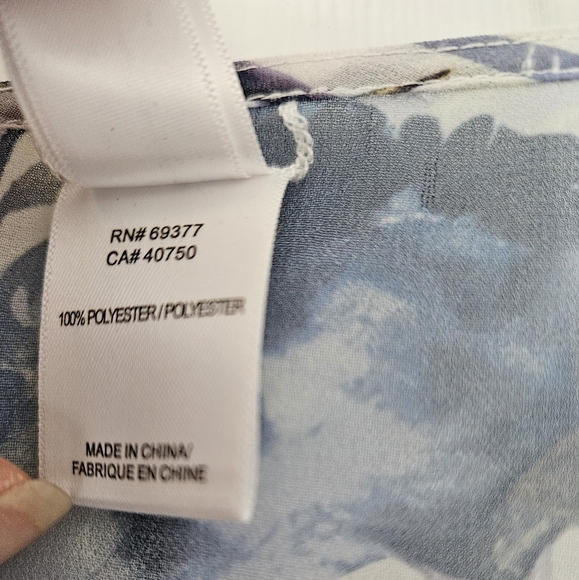 RN# 69377
CA# 40750
100% POLYESTER / POLYESTER
MADE IN CHINA/
FABRIQUE EN CHINE